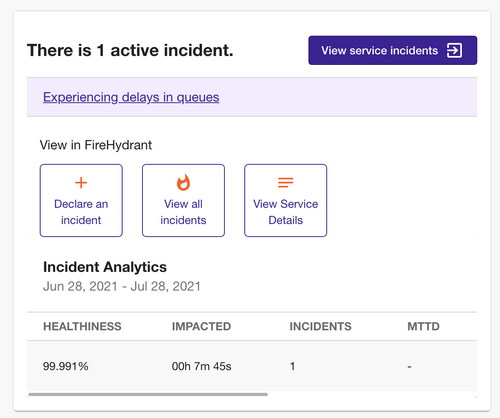 There is 1 active incident.
View service incidents
Experiencing delays in queues
View in FireHydrant
Declare an
incident
View all
incidents
View Service
Details
Incident Analytics
Jun 28, 2021 - Jul 28, 2021
HEALTHINESS IMPACTED INCIDENTS MTTD
99.991% 00h 7m 45s 1 -